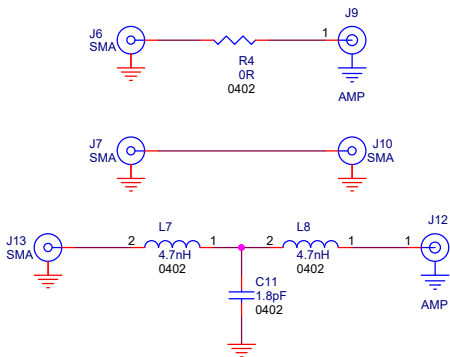 J6
SMA
R4
0R
0402
1
J9
AMP
J7
SMA
J10
SMA
J13
SMA
2
L7
1
4.7nH
0402
2
L8
1
4.7nH
0402
1
J12
AMP
C11
1.8pF
0402